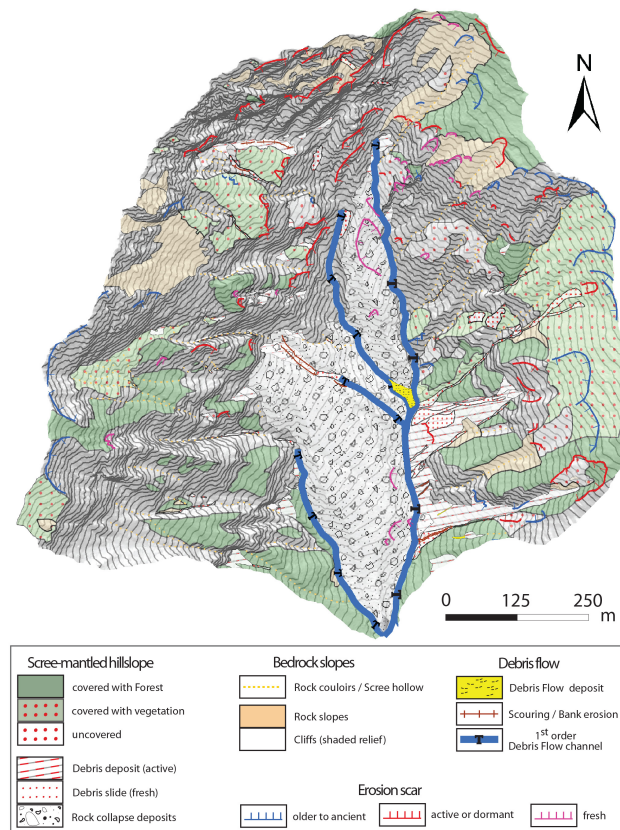 N
0 125 250
m
Scree-mantled hillslope
covered with Forest
covered with vegetation
uncovered
Debris deposit (active)
Debris slide (fresh)
Rock collapse deposits
Bedrock slopes
Rock couloirs / Scree hollow
Rock slopes
Cliffs (shaded relief)
Debris flow
Debris Flow deposit
Scouring / Bank erosion
1st order
Debris Flow channel
Erosion scar
older to ancient
active or dormant
fresh